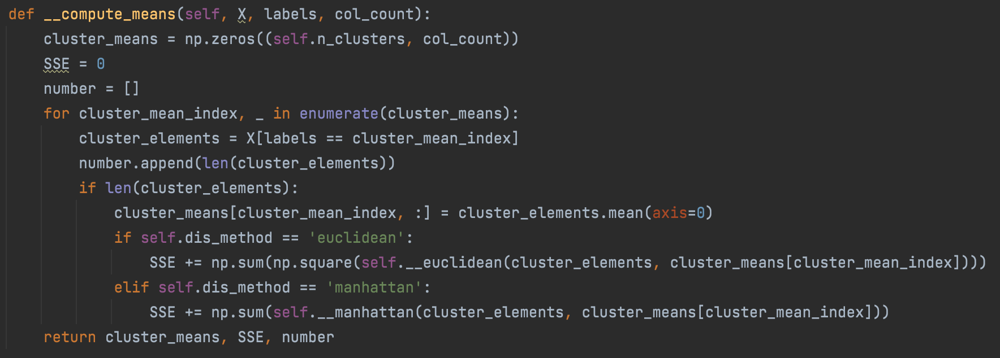 def __compute_means(self, X, labels, col_count):
    cluster_means = np.zeros((self.n_clusters, col_count))
    SSE = 0
    number = []
    for cluster_mean_index, _ in enumerate(cluster_means):
        cluster_elements = X[labels == cluster_mean_index]
        number.append(len(cluster_elements))
        if len(cluster_elements):
            cluster_means[cluster_mean_index, :] = cluster_elements.mean(axis=0)
            if self.dis_method == 'euclidean':
                SSE += np.sum(np.square(self.__euclidean(cluster_elements, cluster_means[cluster_mean_index])))
            elif self.dis_method == 'manhattan':
                SSE += np.sum(self.__manhattan(cluster_elements, cluster_means[cluster_mean_index]))
    return cluster_means, SSE, number